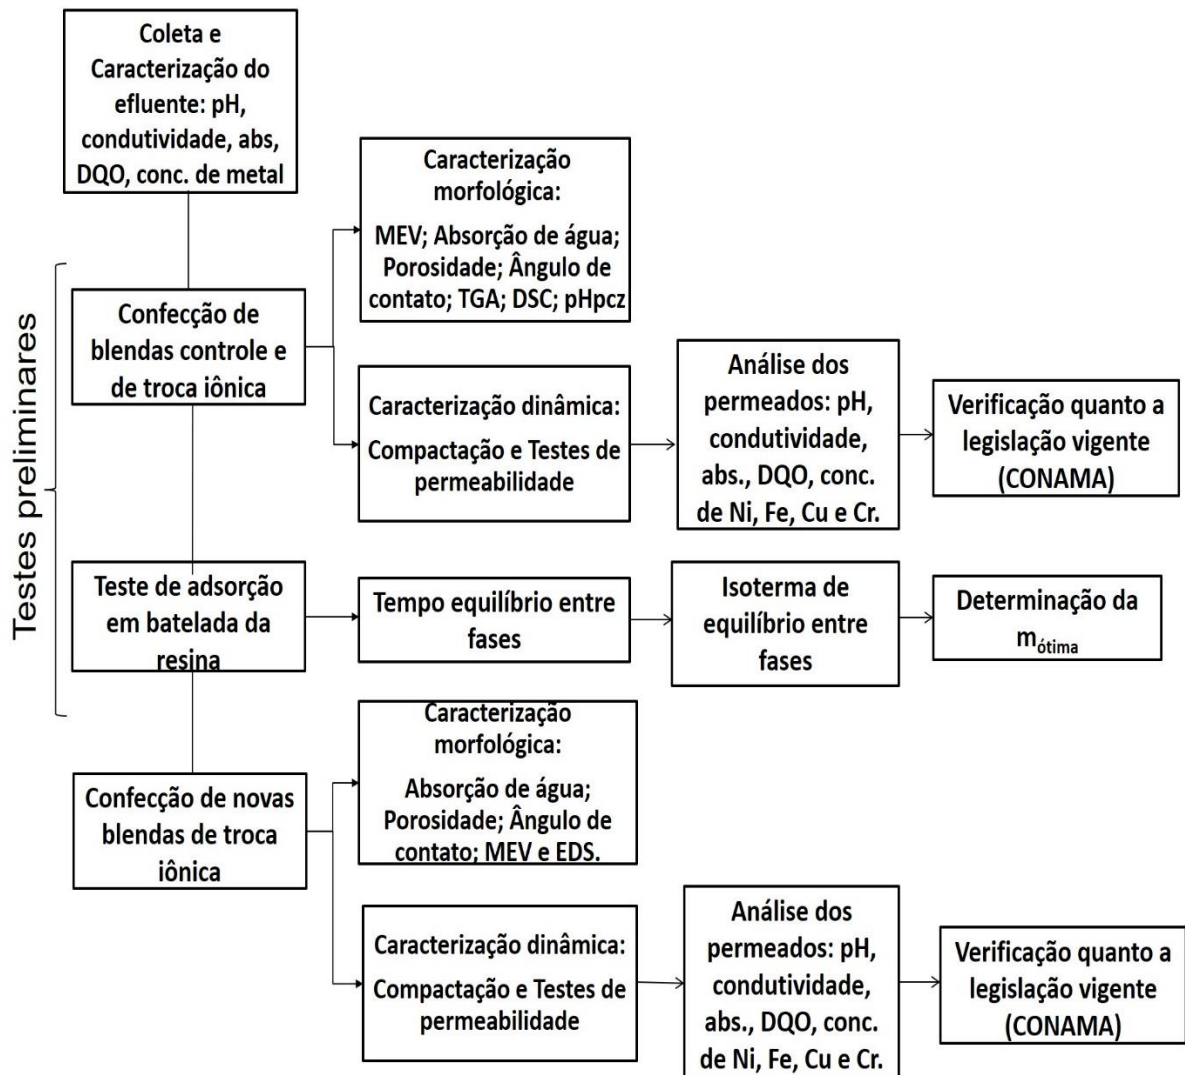 Coleta e
Caracterização do
efluente: pH,
condutividade, abs,
DQO, conc. de metal
Testes preliminares
Confecção de
blendas controle e
de troca iônica
Caracterização
morfológica:
MEV; Absorção de água;
Porosidade; Ângulo de
contato; TGA; DSC; pHpcz
Caracterização dinâmica:
Compactação e Testes de
permeabilidade
Análise dos
permeados: pH,
condutividade,
abs., DQO, conc.
de Ni, Fe, Cu e Cr.
Verificação quanto a
legislação vigente
(CONAMA)
Teste de adsorção
em batelada da
resina
Tempo equilíbrio entre
fases
Isoterma de
equilíbrio entre
fases
Determinação da
mótima
Confecção de novas
blendas de troca
iônica
Caracterização
morfológica:
Absorção de água;
Porosidade; Ângulo de
contato; MEV e EDS.
Caracterização dinâmica:
Compactação e Testes de
permeabilidade
Análise dos
permeados: pH,
condutividade,
abs., DQO, conc.
de Ni, Fe, Cu e Cr.
Verificação quanto a
legislação vigente
(CONAMA)